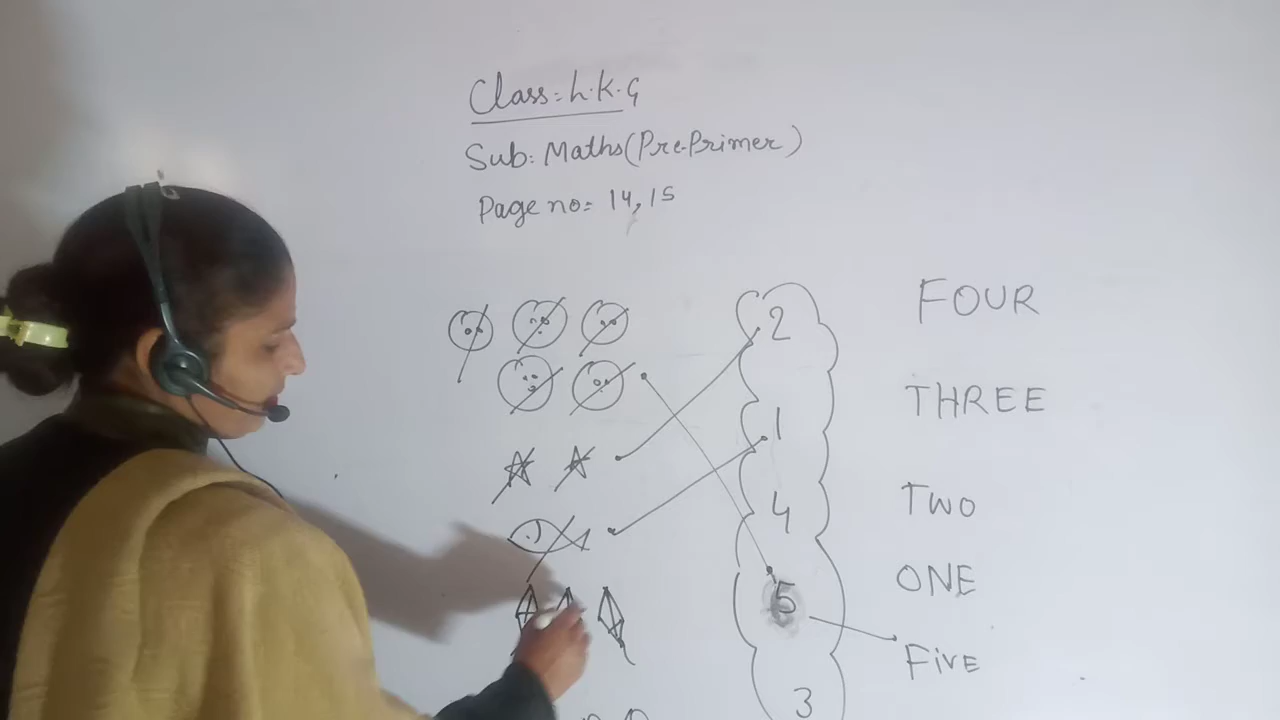 Class: L.K.G
Sub: Maths (Pre-Primer)
Page no: 14, 15
2
FOUR
1
THREE
4
TWO
5
ONE
3
FIVE